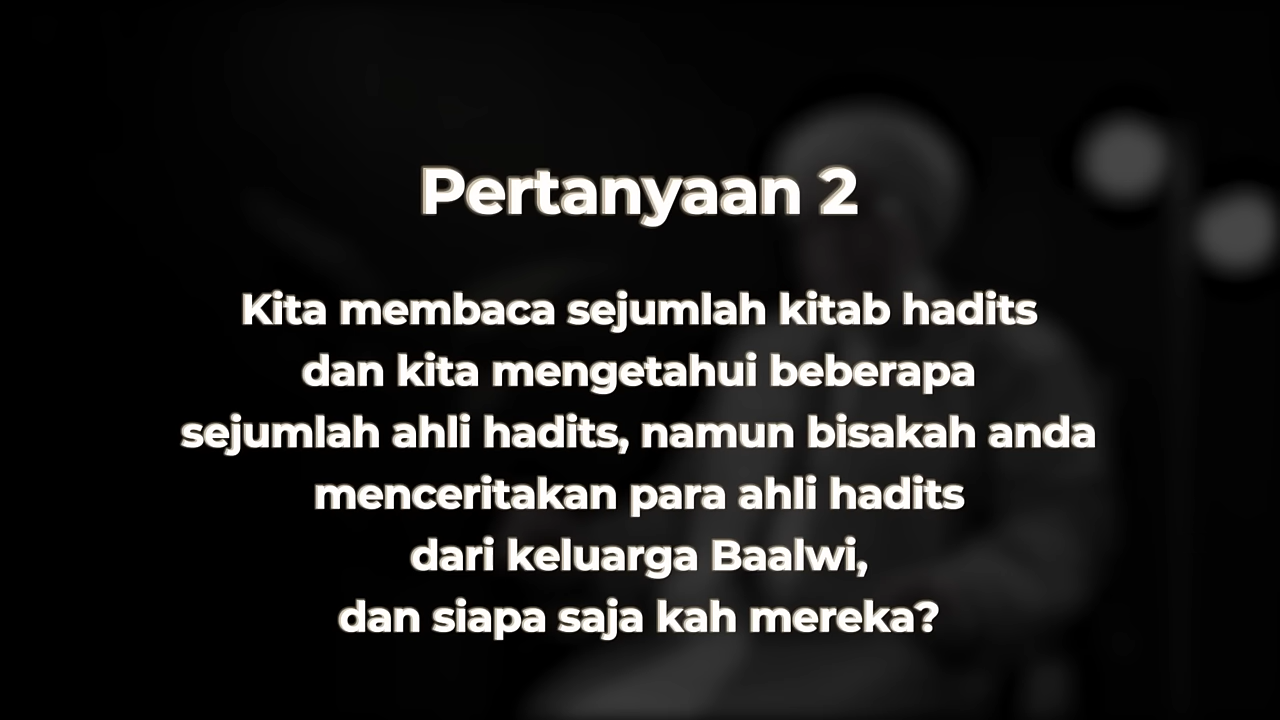 Pertanyaan 2
Kita membaca sejumlah kitab hadits
dan kita mengetahui beberapa
sejumlah ahli hadits, namun bisakah anda
menceritakan para ahli hadits
dari keluarga Baalwi,
dan siapa saja kah mereka?